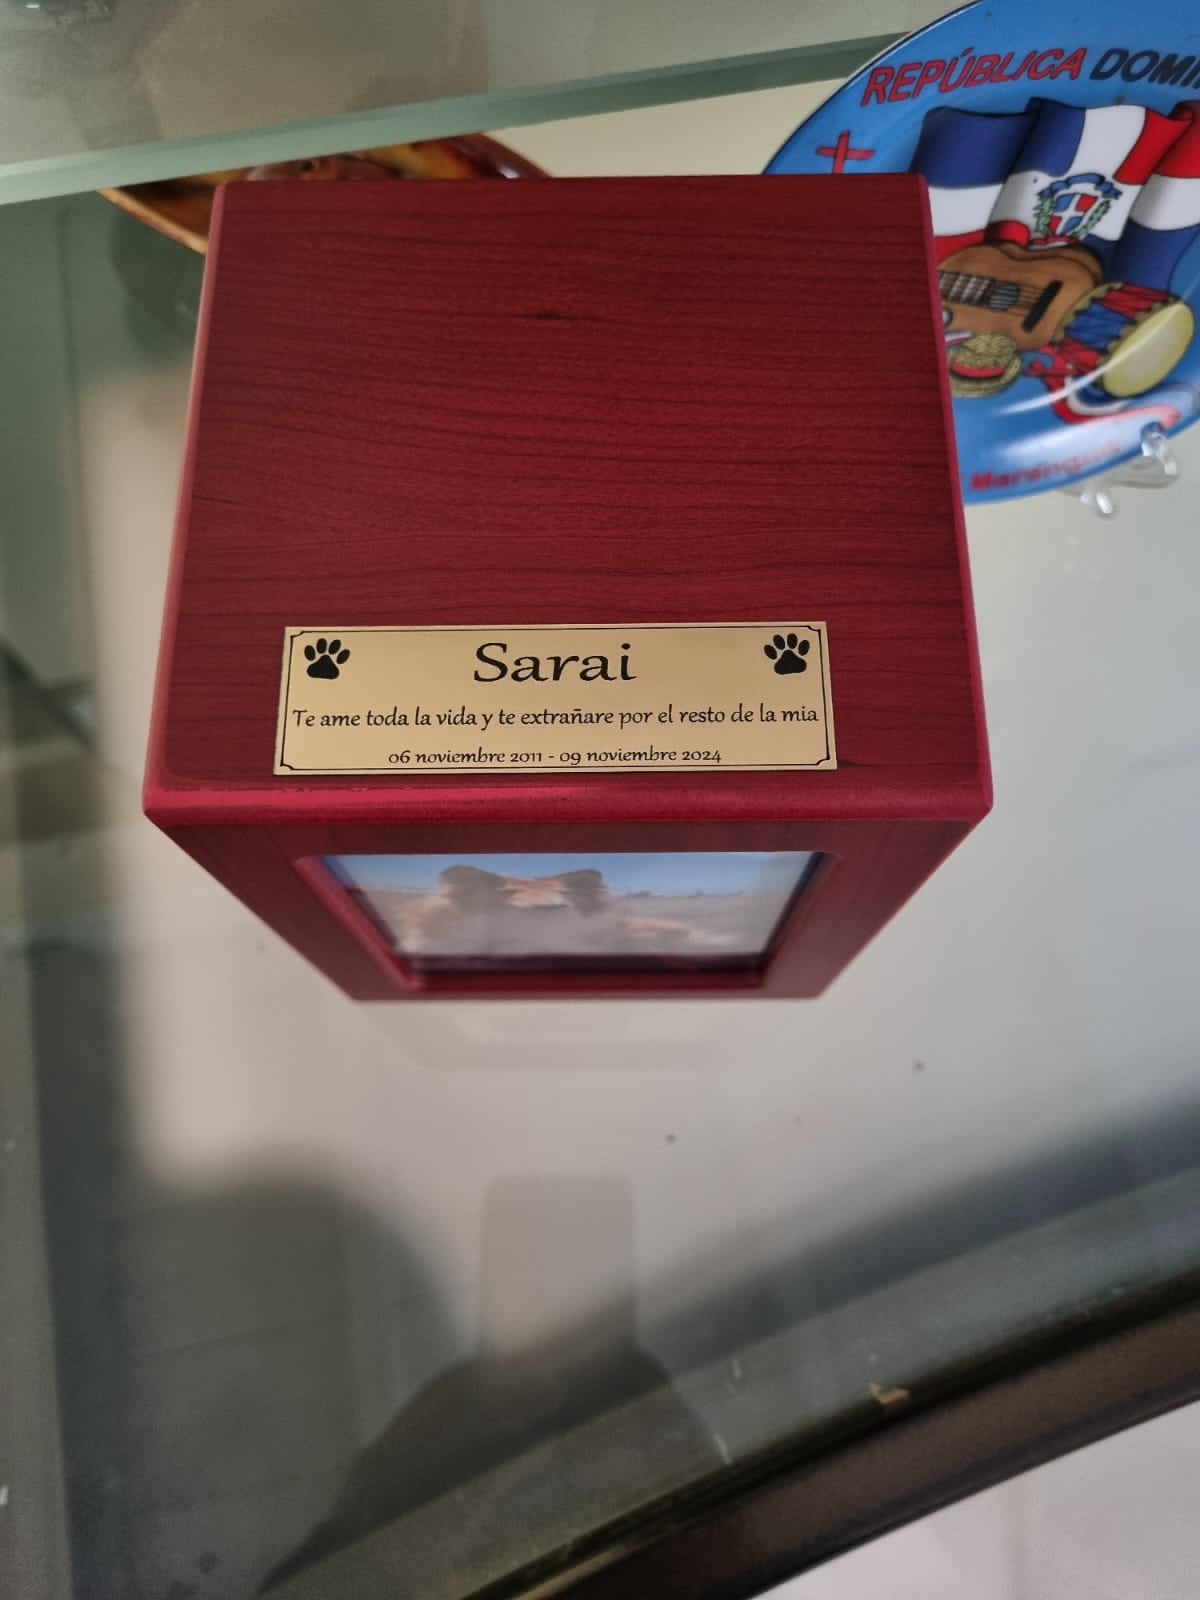 REPÚBLICA
Sarai
Te ame toda la vida y te extrañare por el resto de la mia
06 noviembre 2011 - 09 noviembre 2024